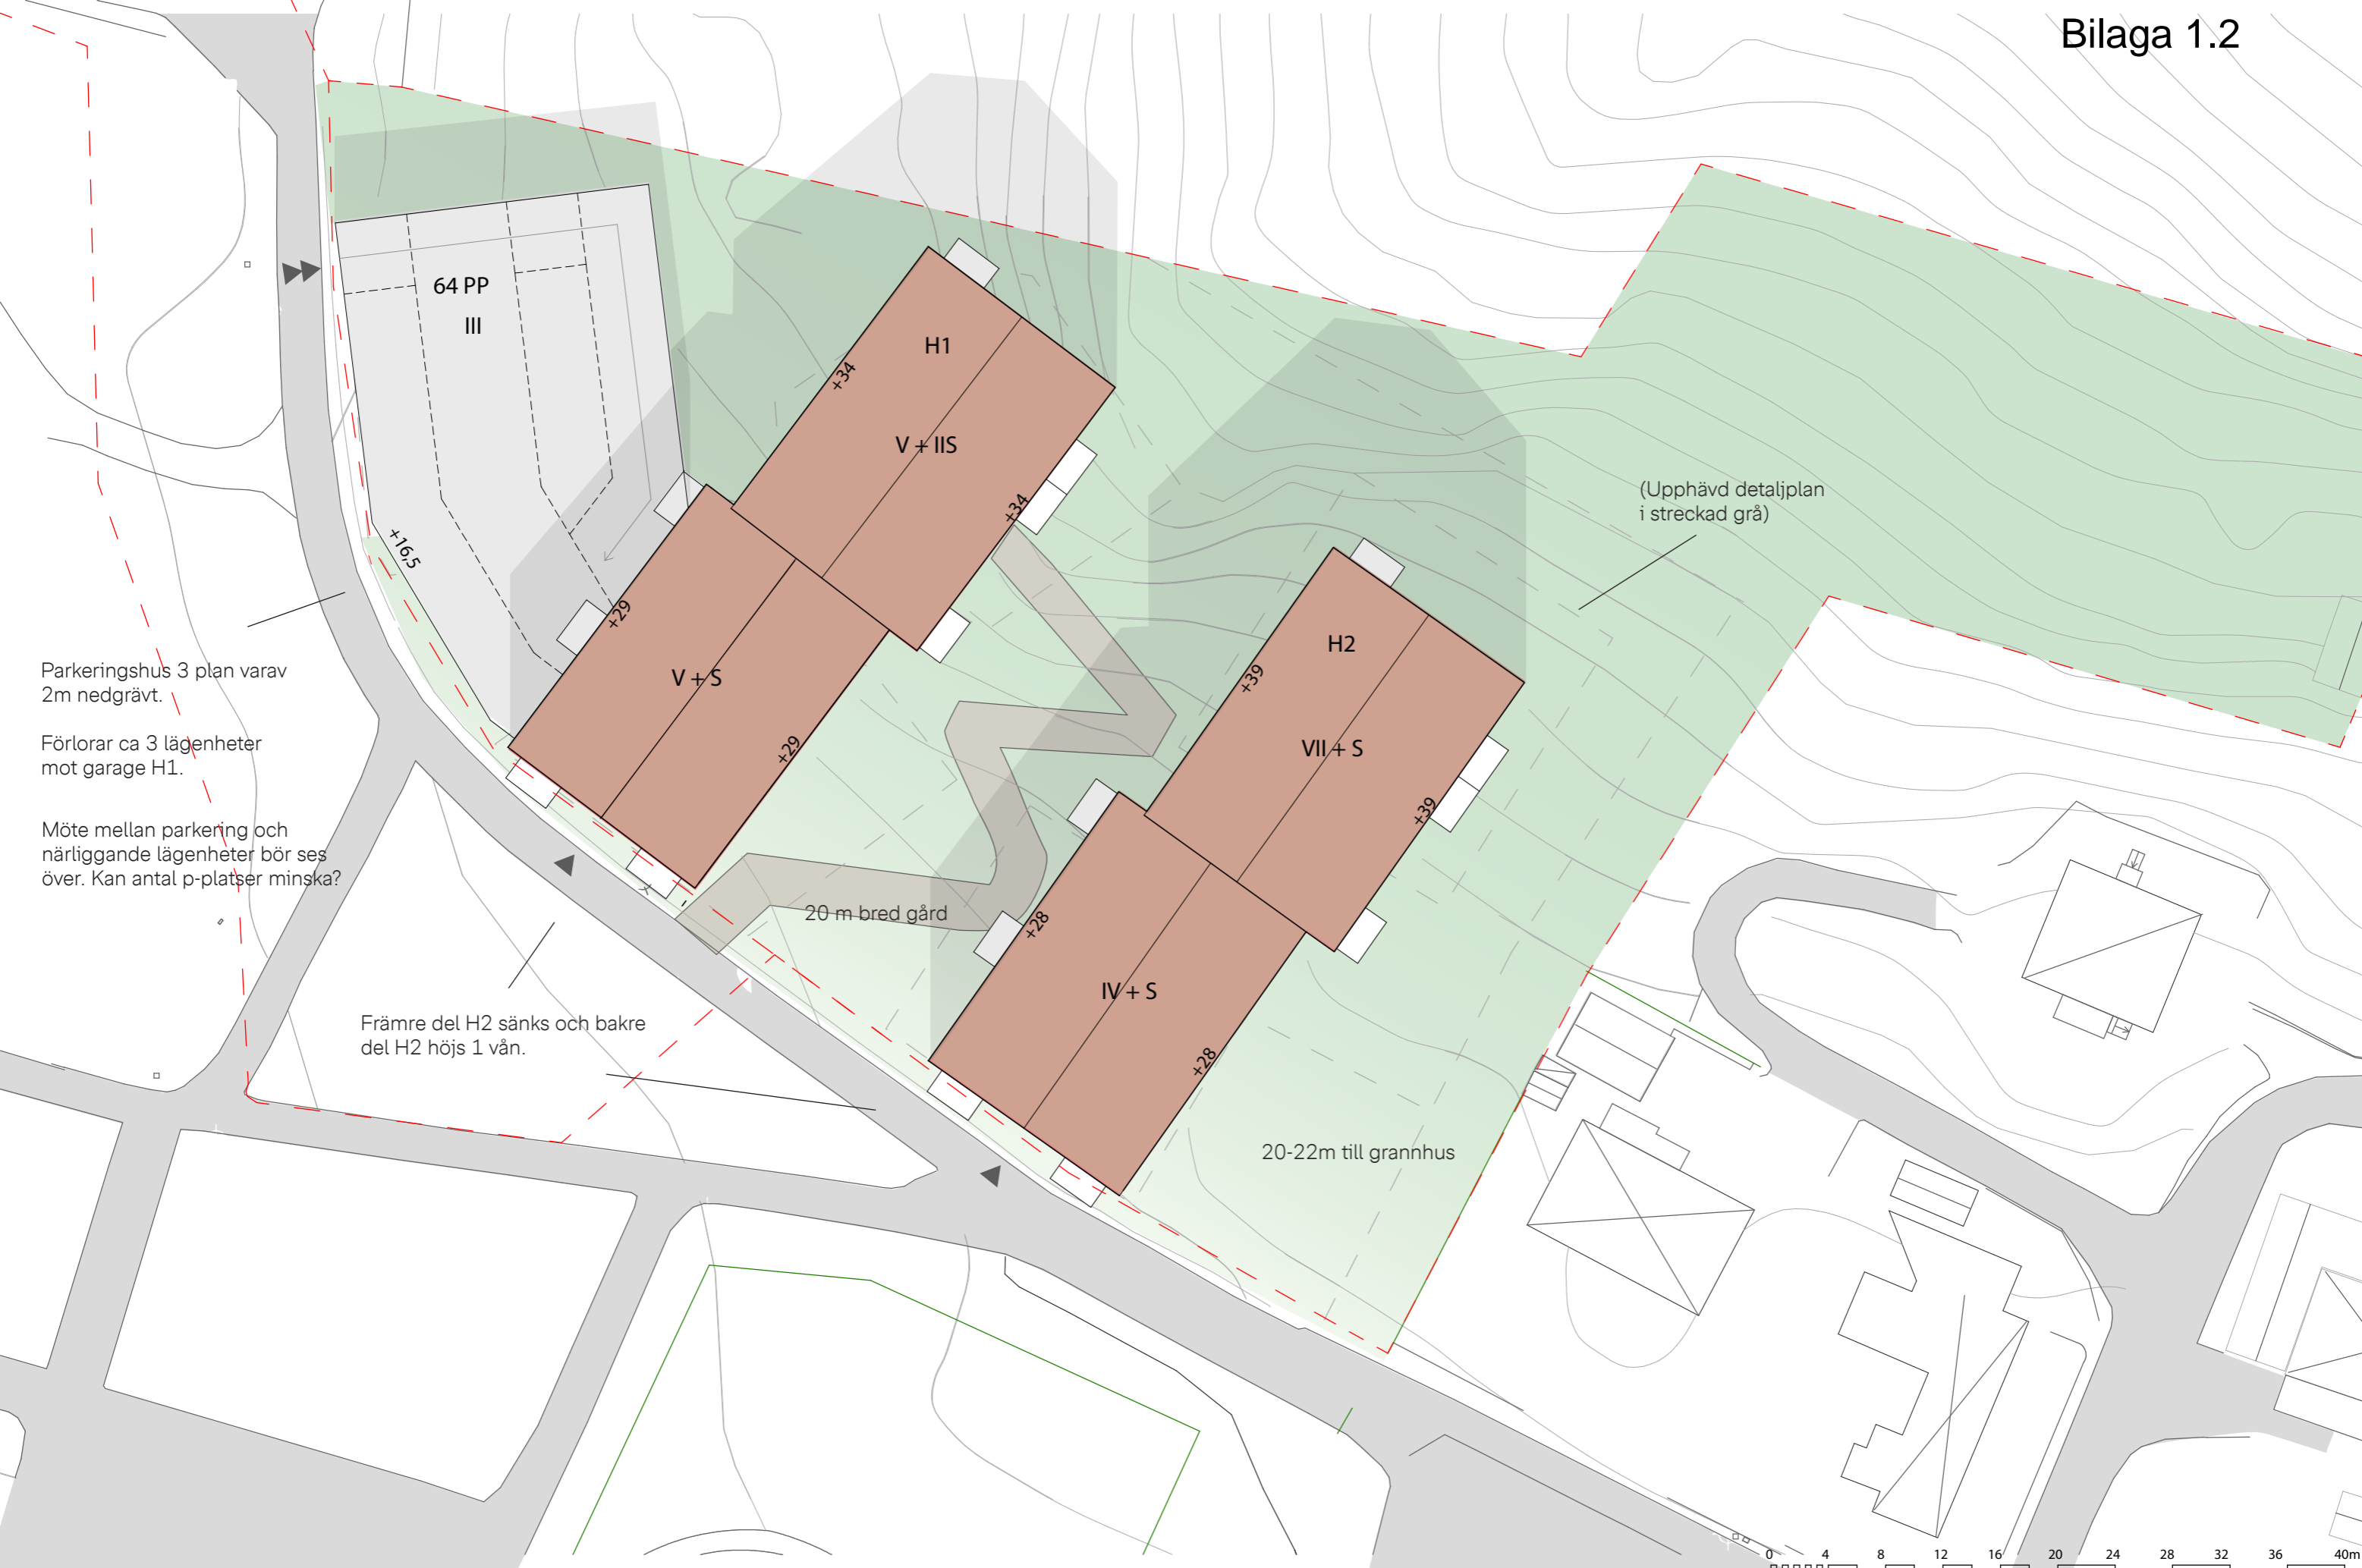 Bilaga 1.2
64 PP
III
H1
+34
V + IIS
+34
(Upphävd detaljplan
i streckad grå)
+16,5
+29
H2
V + S
+39
Parkeringshus 3 plan varav
2m nedgrävt.
+29
VII + S
Förlorar ca 3 lägenheter
mot garage H1.
+39
Möte mellan parkering och
närliggande lägenheter bör ses
över. Kan antal p-platser minska?
20 m bred gård
+28
IV + S
Främre del H2 sänks och bakre
del H2 höjs 1 vån.
+28
20-22m till grannhus
0 4 8 12 16 20 24 28 32 36 40m